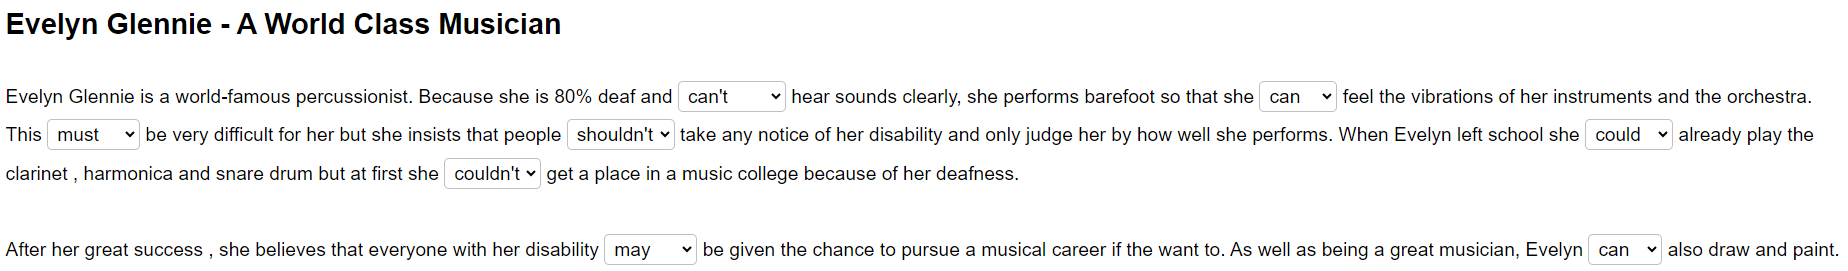 Evelyn Glennie - A World Class Musician
Evelyn Glennie is a world-famous percussionist. Because she is 80% deaf and can't hear sounds clearly, she performs barefoot so that she can feel the vibrations of her instruments and the orchestra.
This must be very difficult for her but she insists that people shouldn't take any notice of her disability and only judge her by how well she performs. When Evelyn left school she could already play the
clarinet , harmonica and snare drum but at first she couldn't get a place in a music college because of her deafness.
After her great success , she believes that everyone with her disability may be given the chance to pursue a musical career if the want to. As well as being a great musician, Evelyn can also draw and paint.